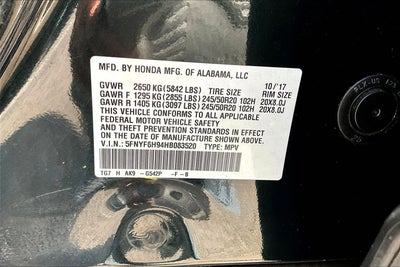 MFD. BY HONDA MFG. OF ALABAMA, LLC
10/'17
GVWR 2650 KG(5842 LBS) TIRE SIZE RIM SIZE
GAWR F 1295 KG(2855 LBS) 245/50R20 102H 20X8.0J
GAWR R 1405 KG(3097 LBS) 245/50R20 102H 20X8.0J
THIS VEHICLE CONFORMS TO ALL APPLICABLE
FEDERAL MOTOR VEHICLE SAFETY
AND THEFT PREVENTION STANDARDS IN EFFECT
ON THE DATE OF MANUFACTURE SHOWN ABOVE.
V.I.N.: 5FNYF6H94HB083520 TYPE: MPV
1G7 H AK9 -G542P -F-B